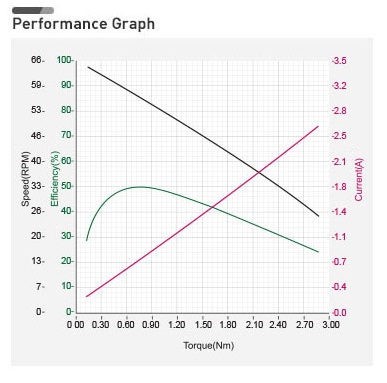 Performance Graph
66- 100- -3.5
59- 90- -3.2
53- 80- -2.8
46- 70- -2.5
40- 60- -2.1
33- 50- -1.8
26- 40- -1.4
20- 30- -1.1
13- 20- -0.7
7- 10- -0.4
0- 0 -0.0
Speed(RPM)
Efficiency(%)
Current(A)
0.00 0.30 0.60 0.90 1.20 1.50 1.80 2.10 2.40 2.70 3.00
Torque(Nm)